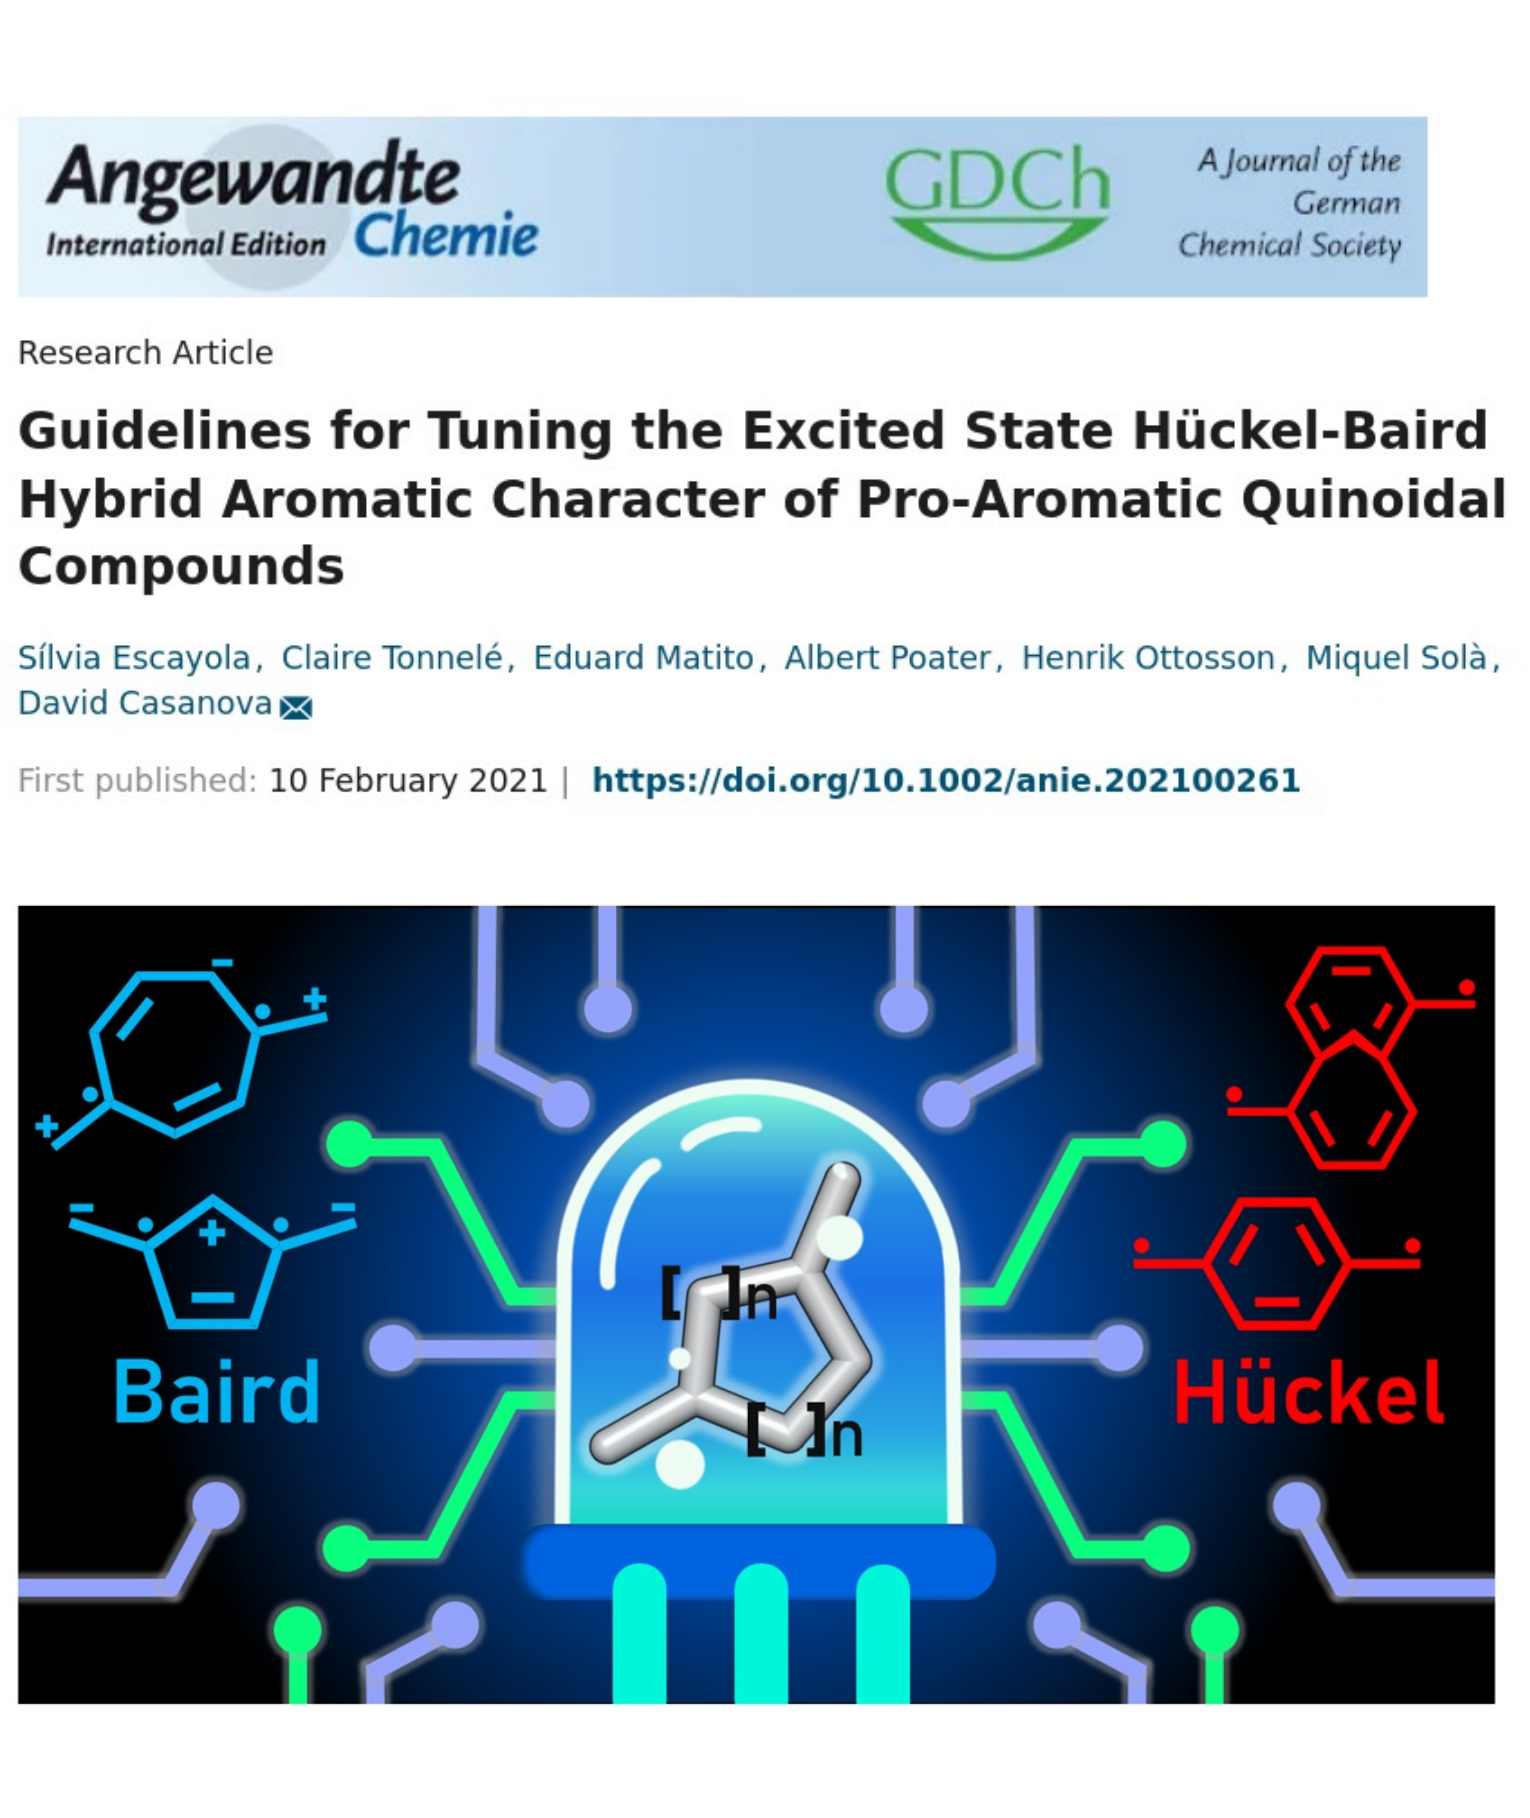 Angewandte
International Edition Chemie
GDCh
A Journal of the
German
Chemical Society
Research Article
Guidelines for Tuning the Excited State Hückel-Baird
Hybrid Aromatic Character of Pro-Aromatic Quinoidal
Compounds
Sílvia Escayola, Claire Tonnelé, Eduard Matito, Albert Poater, Henrik Ottosson, Miquel Solà,
David Casanova
First published: 10 February 2021 | https://doi.org/10.1002/anie.202100261
[ ]n
[ ]n
Baird
Hückel